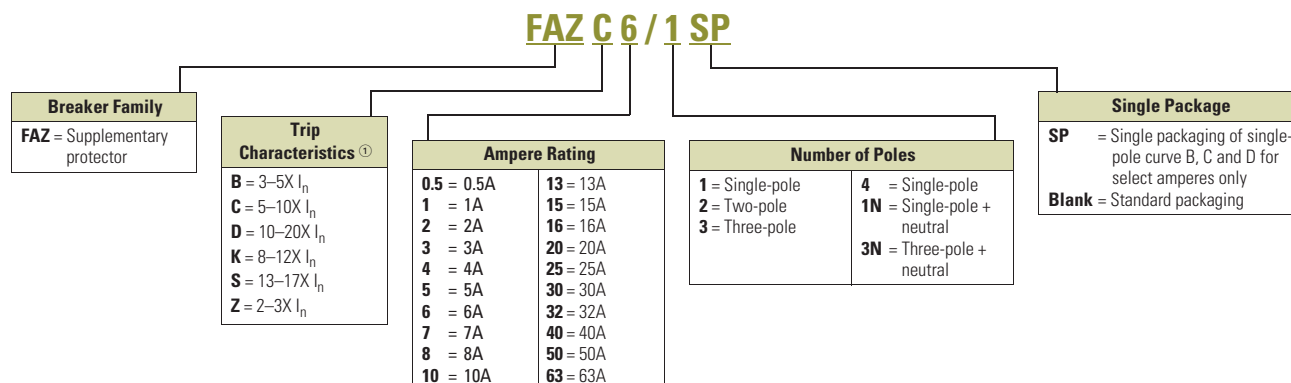 FAZ C 6 / 1 SP
Breaker Family
FAZ = Supplementary
protector
Trip
Characteristics ①
B = 3–5X In
C = 5–10X In
D = 10–20X In
K = 8–12X In
S = 13–17X In
Z = 2–3X In
Ampere Rating
0.5 = 0.5A
1 = 1A
2 = 2A
3 = 3A
4 = 4A
5 = 5A
6 = 6A
7 = 7A
8 = 8A
10 = 10A
13 = 13A
15 = 15A
16 = 16A
20 = 20A
25 = 25A
30 = 30A
32 = 32A
40 = 40A
50 = 50A
63 = 63A
Number of Poles
1 = Single-pole
2 = Two-pole
3 = Three-pole
4 = Single-pole
1N = Single-pole +
neutral
3N = Three-pole +
neutral
Single Package
SP = Single packaging of single-
pole curve B, C and D for
select amperes only
Blank = Standard packaging